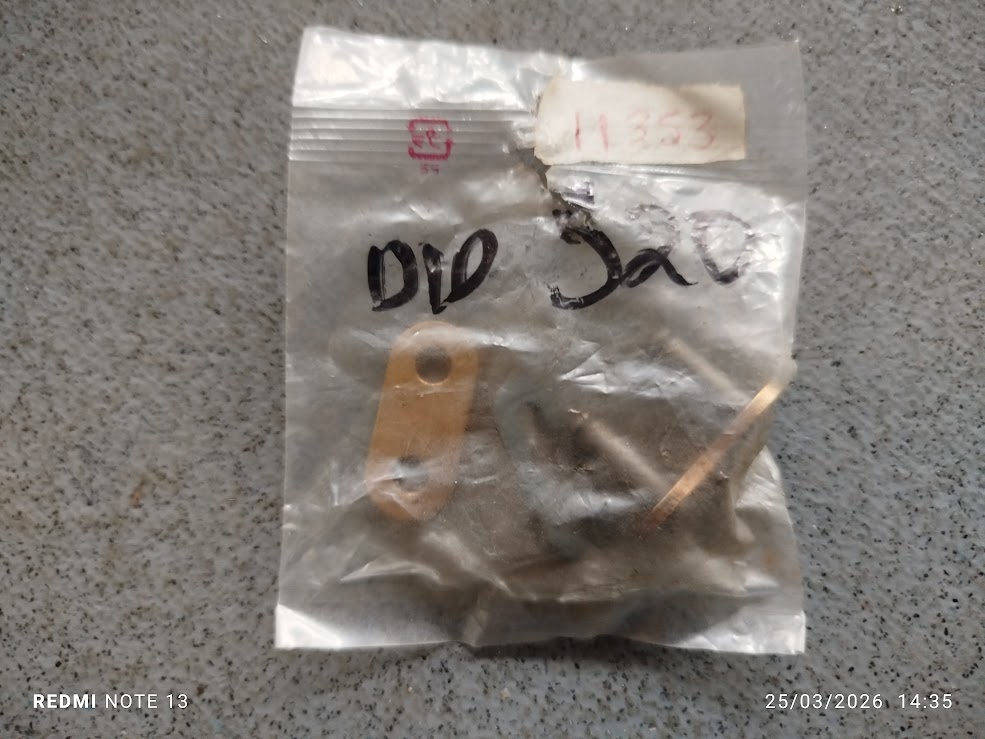 11353
DID 520
REDMI NOTE 13
25/03/2026 14:35